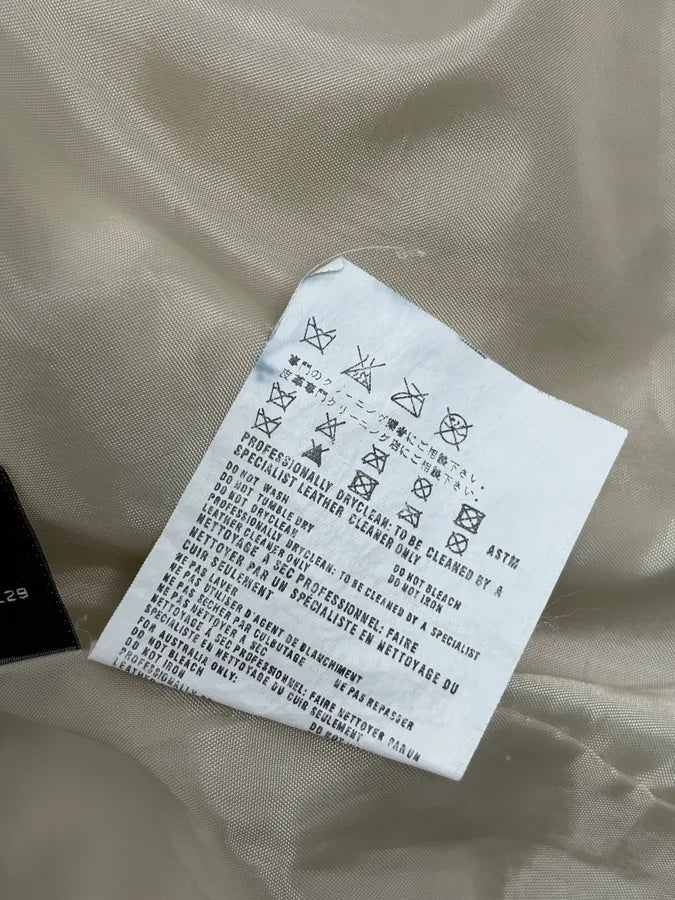 専門のクリーニング業者にご相談下さい。
皮革専門クリーニング店にご相談下さい。
ASTM
PROFESSIONALLY DRYCLEAN: TO BE CLEANED BY A
SPECIALIST LEATHER CLEANER ONLY
DO NOT WASH DO NOT BLEACH
DO NOT TUMBLE DRY DO NOT IRON
DO NOT DRYCLEAN
PROFESSIONALLY DRYCLEAN: TO BE CLEANED BY A SPECIALIST
LEATHER CLEANER ONLY
NETTOYAGE A SEC PROFESSIONNEL: FAIRE
NETTOYER PAR UN SPECIALISTE EN NETTOYAGE DU
CUIR SEULEMENT
NE PAS LAVER
NE PAS UTILISER D'AGENT DE BLANCHIMENT
NE PAS SECHER PAR CULBUTAGE NE PAS REPASSER
NE PAS NETTOYER A SEC
NETTOYAGE À SEC PROFESSIONNEL: FAIRE NETTOYER PAR UN
SPECIALISTE EN NETTOYAGE DU CUIR SEULEMENT
FOR AUSTRALIA ONLY:
DO NOT BLEACH DO NOT
DO NOT IRON
PROFESSIONALLY
29